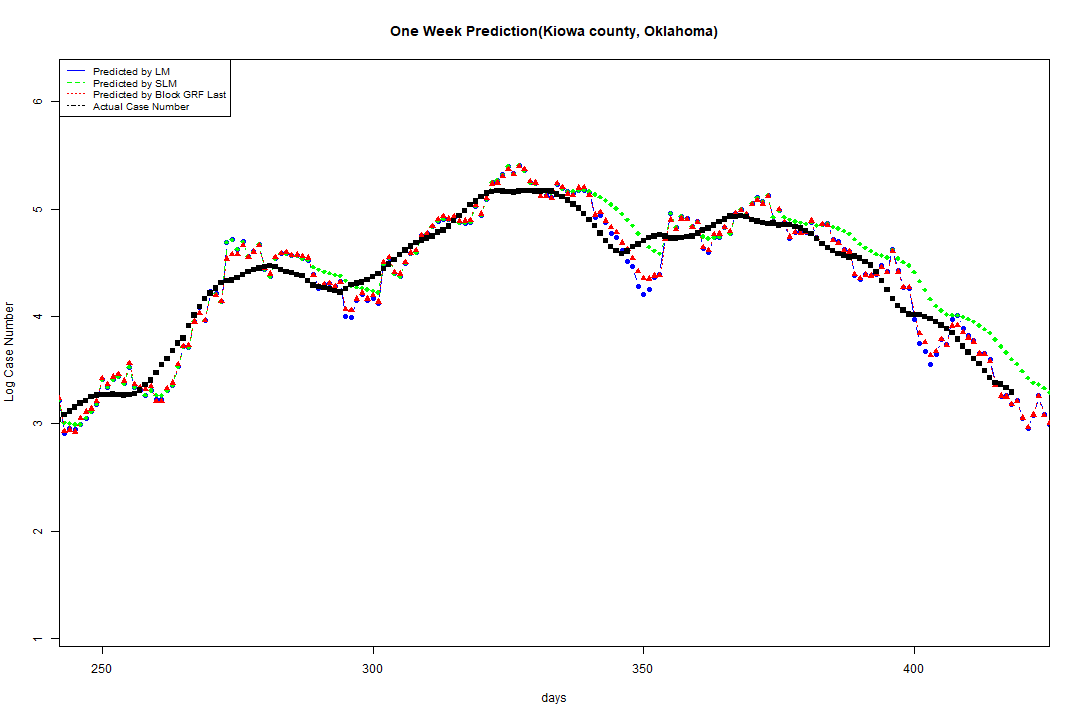 One Week Prediction(Kiowa county, Oklahoma)
Predicted by LM
Predicted by SLM
Predicted by Block GRF Last
Actual Case Number
6
5
4
3
2
1
Log Case Number
250 300 350 400
days